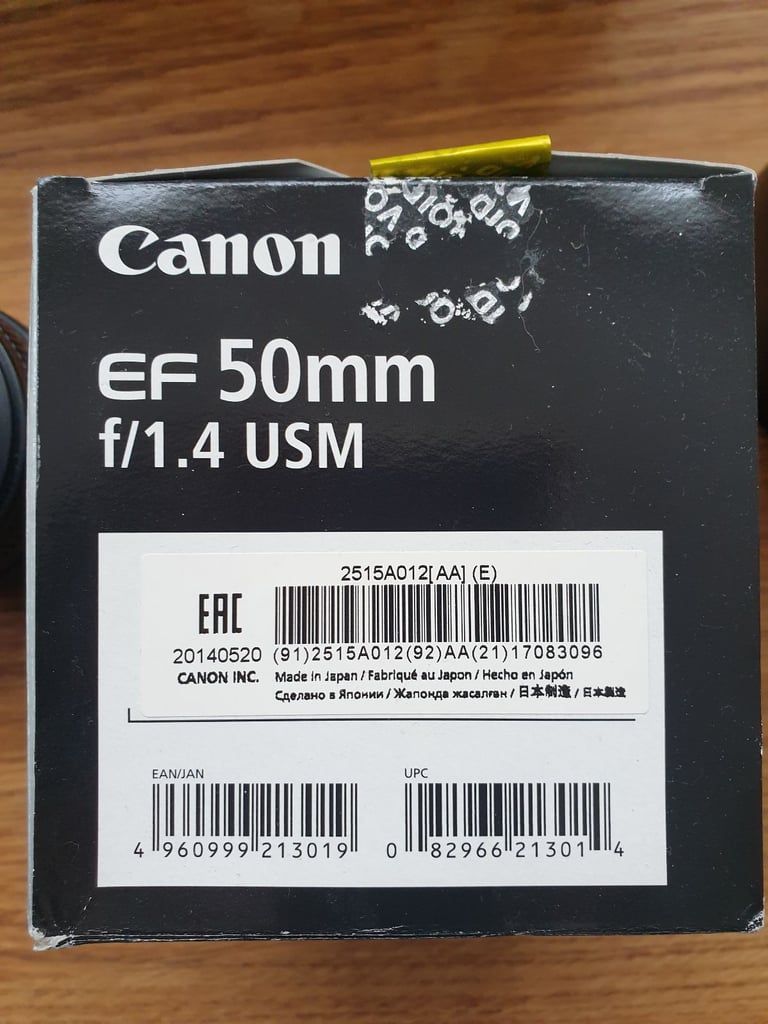 Canon
EF 50mm
f/1.4 USM
2515A012[AA] (E)
EAC
20140520 (91)2515A012(92)AA(21)17083096
CANON INC. Made in Japan / Fabriqué au Japon / Hecho en Japón
Сделано в Японии / Жапонда жасалған / 日本制造 / 日本製造
EAN/JAN UPC
4 960999 213019 0 82966 21301 4